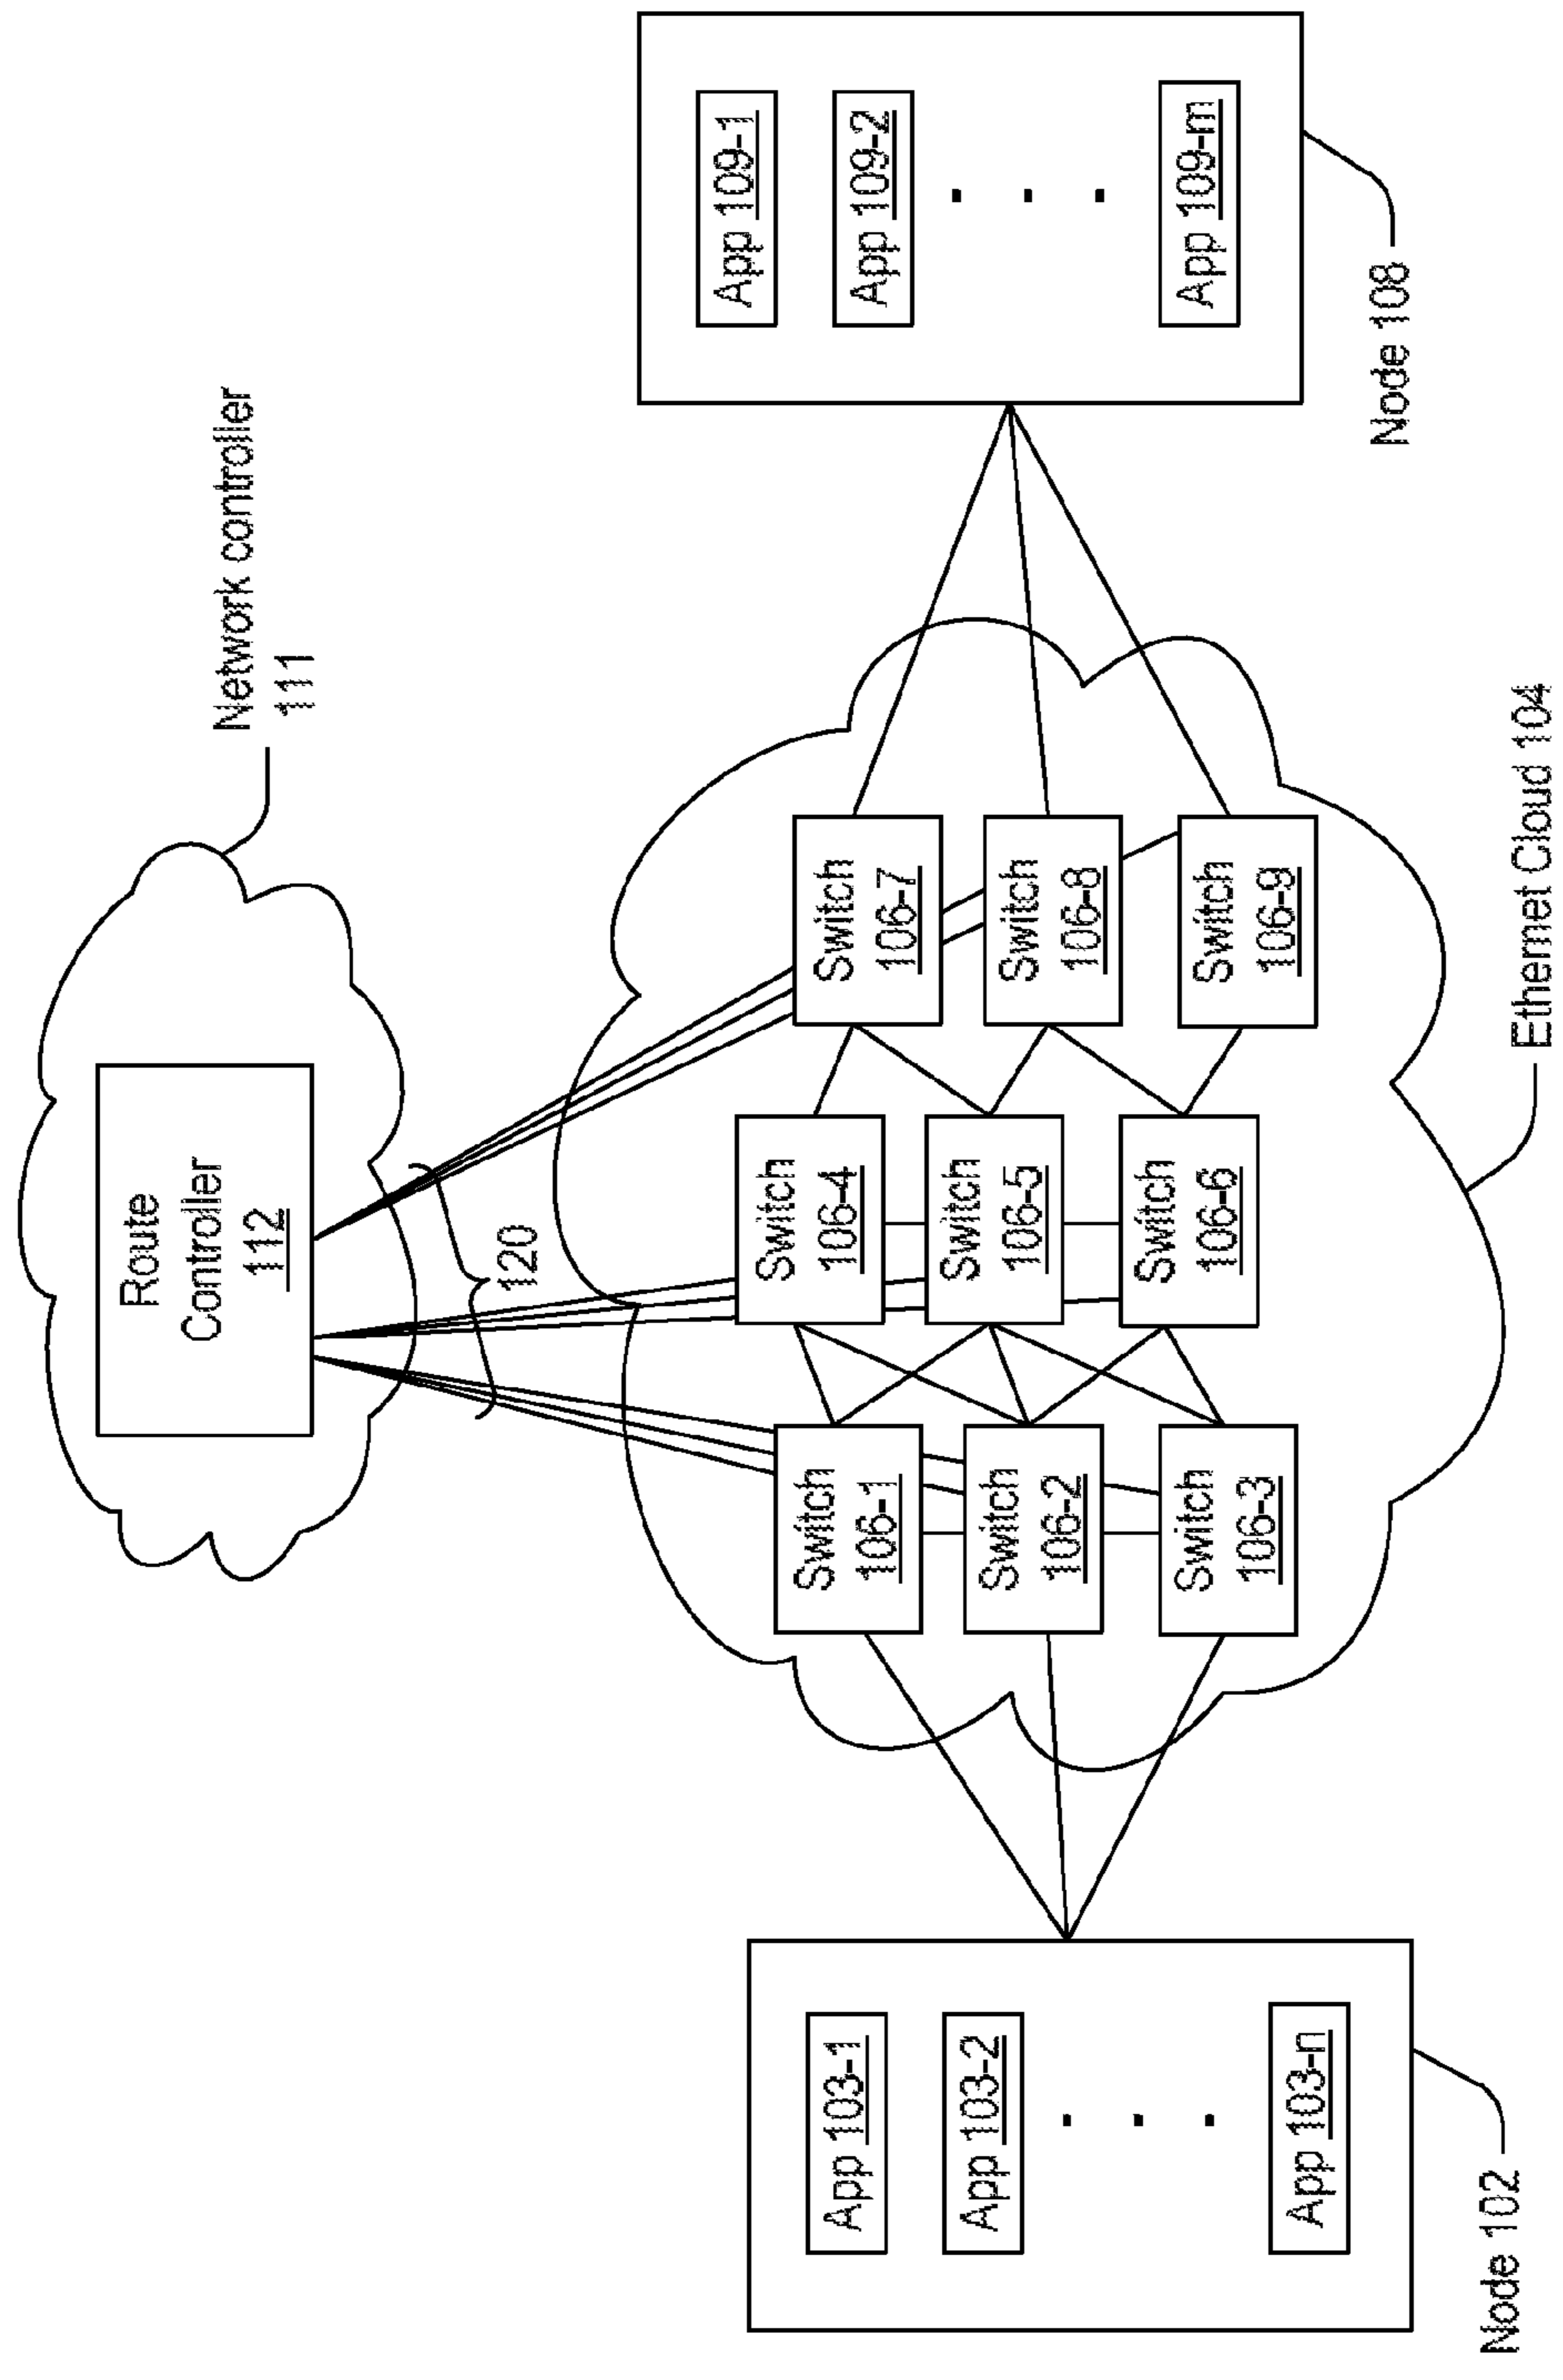 Network controller
111
Route
Controller
112
120
Switch
106-1
Switch
106-4
Switch
106-7
Switch
106-2
Switch
106-5
Switch
106-8
Switch
106-3
Switch
106-6
Switch
106-9
App 103-1
App 103-2
App 103-n
Node 102
App 109-1
App 109-2
App 109-m
Node 108
Ethernet Cloud 104